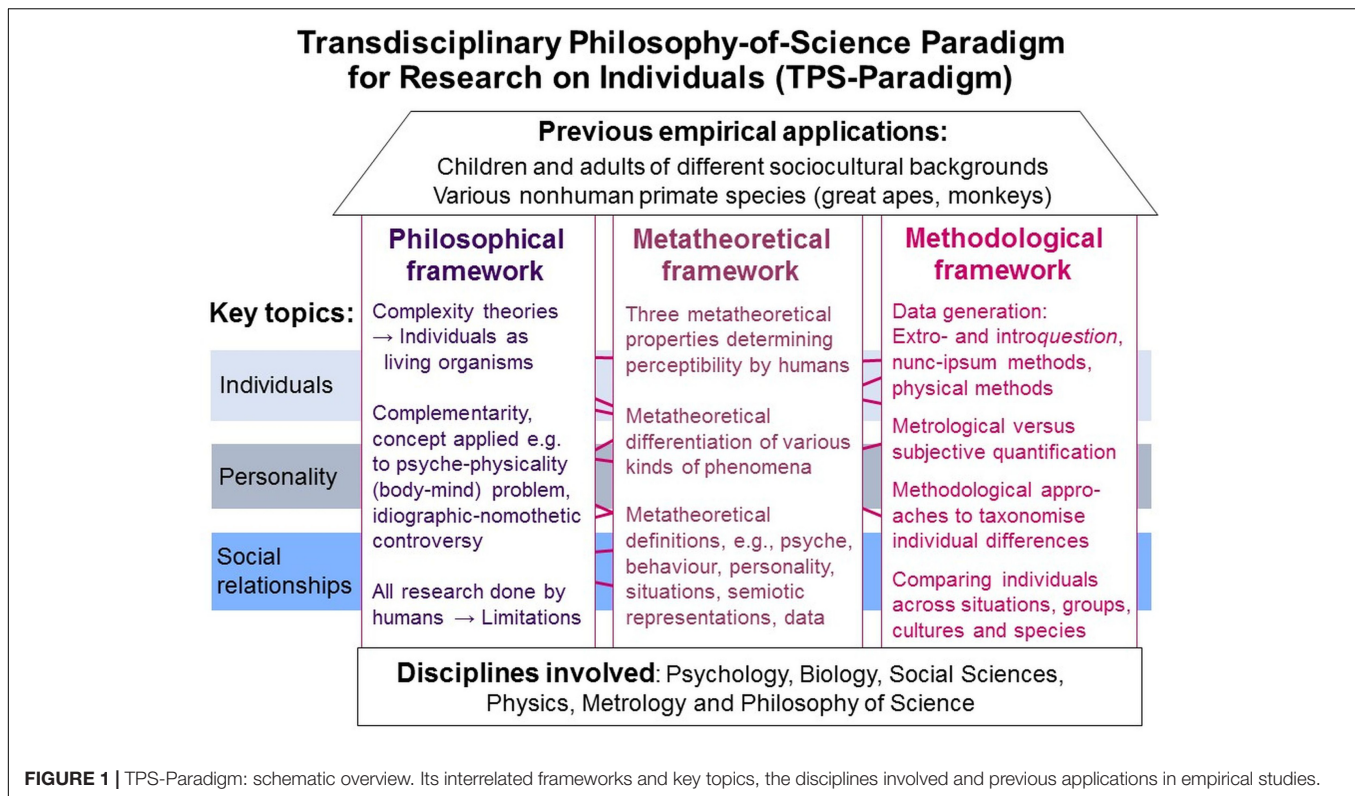 Transdisciplinary Philosophy-of-Science Paradigm
for Research on Individuals (TPS-Paradigm)
Previous empirical applications:
Children and adults of different sociocultural backgrounds
Various nonhuman primate species (great apes, monkeys)
Key topics:
Individuals
Personality
Social
relationships
Philosophical
framework
Complexity theories
→ Individuals as
living organisms
Complementarity,
concept applied e.g.
to psyche-physicality
(body-mind) problem,
idiographic-nomothetic
controversy
All research done by
humans → Limitations
Metatheoretical
framework
Three metatheoretical
properties determining
perceptibility by humans
Metatheoretical
differentiation of various
kinds of phenomena
Metatheoretical
definitions, e.g., psyche,
behaviour, personality,
situations, semiotic
representations, data
Methodological
framework
Data generation:
Extro- and introquestion,
nunc-ipsum methods,
physical methods
Metrological versus
subjective quantification
Methodological appro-
aches to taxonomise
individual differences
Comparing individuals
across situations, groups,
cultures and species
Disciplines involved: Psychology, Biology, Social Sciences,
Physics, Metrology and Philosophy of Science
FIGURE 1 | TPS-Paradigm: schematic overview. Its interrelated frameworks and key topics, the disciplines involved and previous applications in empirical studies.